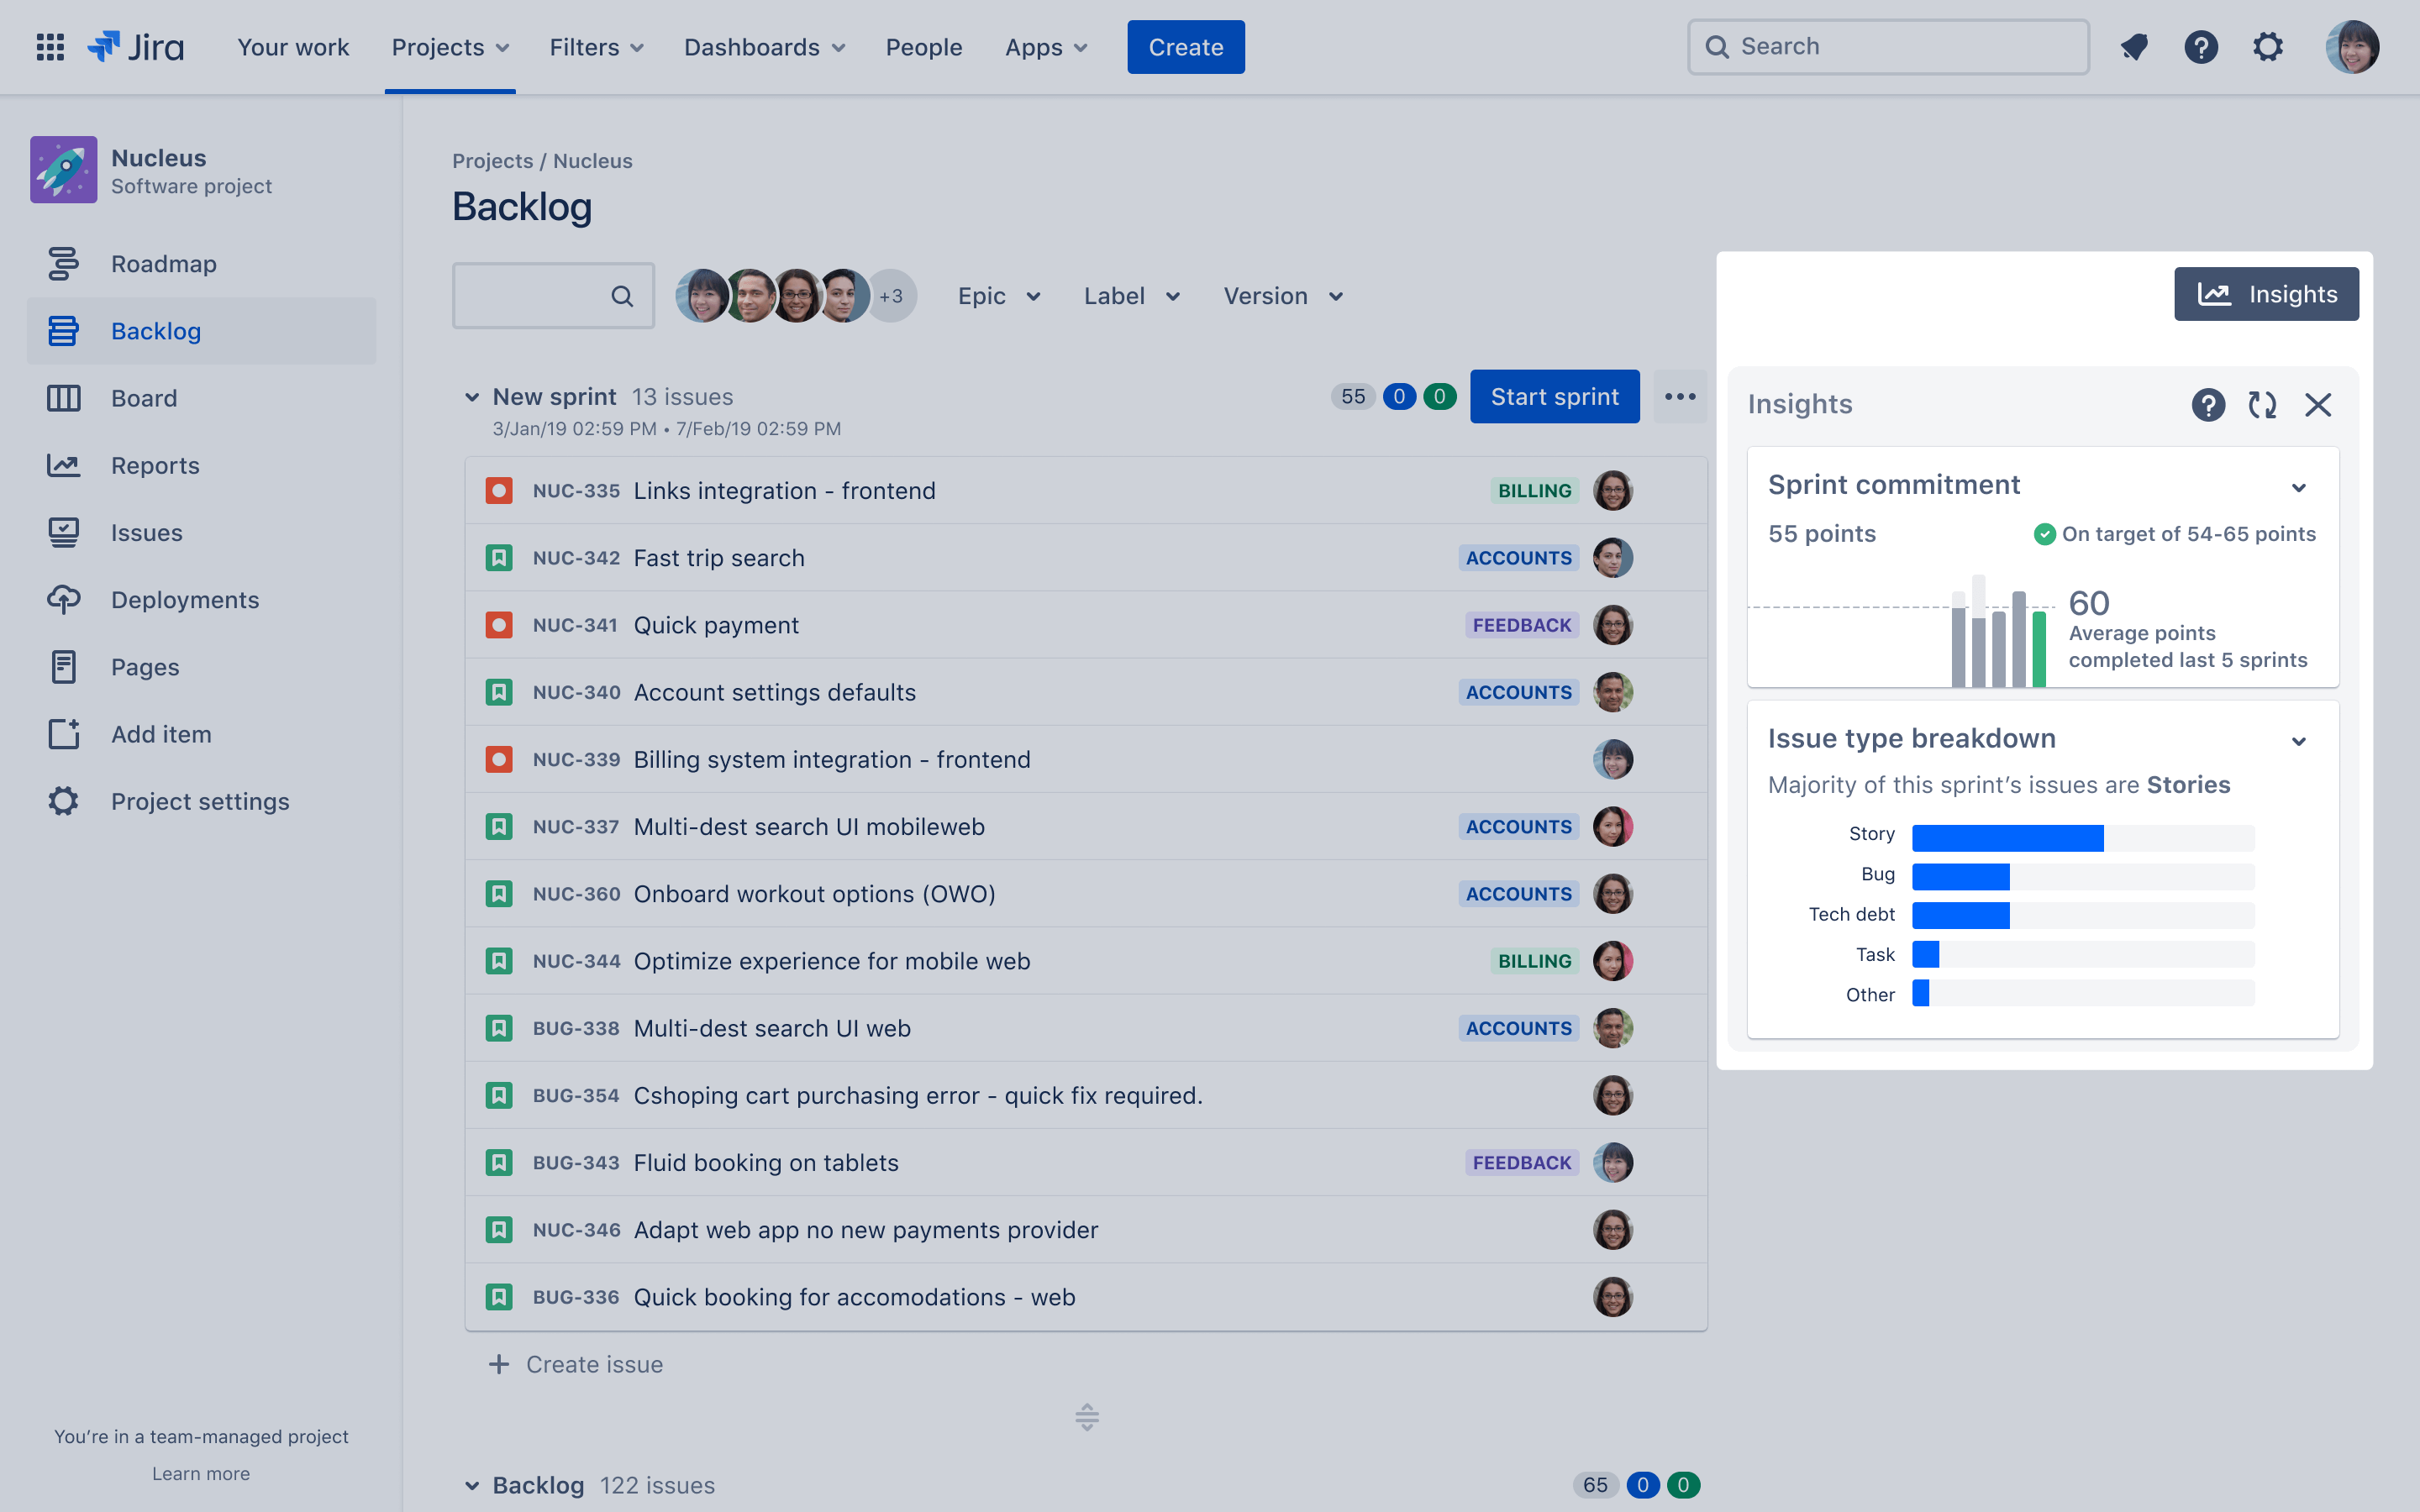 Jira
Your work
Projects
Filters
Dashboards
People
Apps
Create
Search
Nucleus
Software project
Roadmap
Backlog
Board
Reports
Issues
Deployments
Pages
Add item
Project settings
You're in a team-managed project
Learn more
Projects / Nucleus
Backlog
+3
Epic
Label
Version
New sprint 13 issues
55 0 0
Start sprint
3/Jan/19 02:59 PM • 7/Feb/19 02:59 PM
NUC-335 Links integration - frontend BILLING
NUC-342 Fast trip search ACCOUNTS
NUC-341 Quick payment FEEDBACK
NUC-340 Account settings defaults ACCOUNTS
NUC-339 Billing system integration - frontend
NUC-337 Multi-dest search UI mobileweb ACCOUNTS
NUC-360 Onboard workout options (OWO) ACCOUNTS
NUC-344 Optimize experience for mobile web BILLING
BUG-338 Multi-dest search UI web ACCOUNTS
BUG-354 Cshoping cart purchasing error - quick fix required.
BUG-343 Fluid booking on tablets FEEDBACK
NUC-346 Adapt web app no new payments provider
BUG-336 Quick booking for accomodations - web
Create issue
Backlog 122 issues
65 0 0
Insights
Insights
Sprint commitment
55 points
On target of 54-65 points
60
Average points
completed last 5 sprints
Issue type breakdown
Majority of this sprint's issues are Stories
Story
Bug
Tech debt
Task
Other